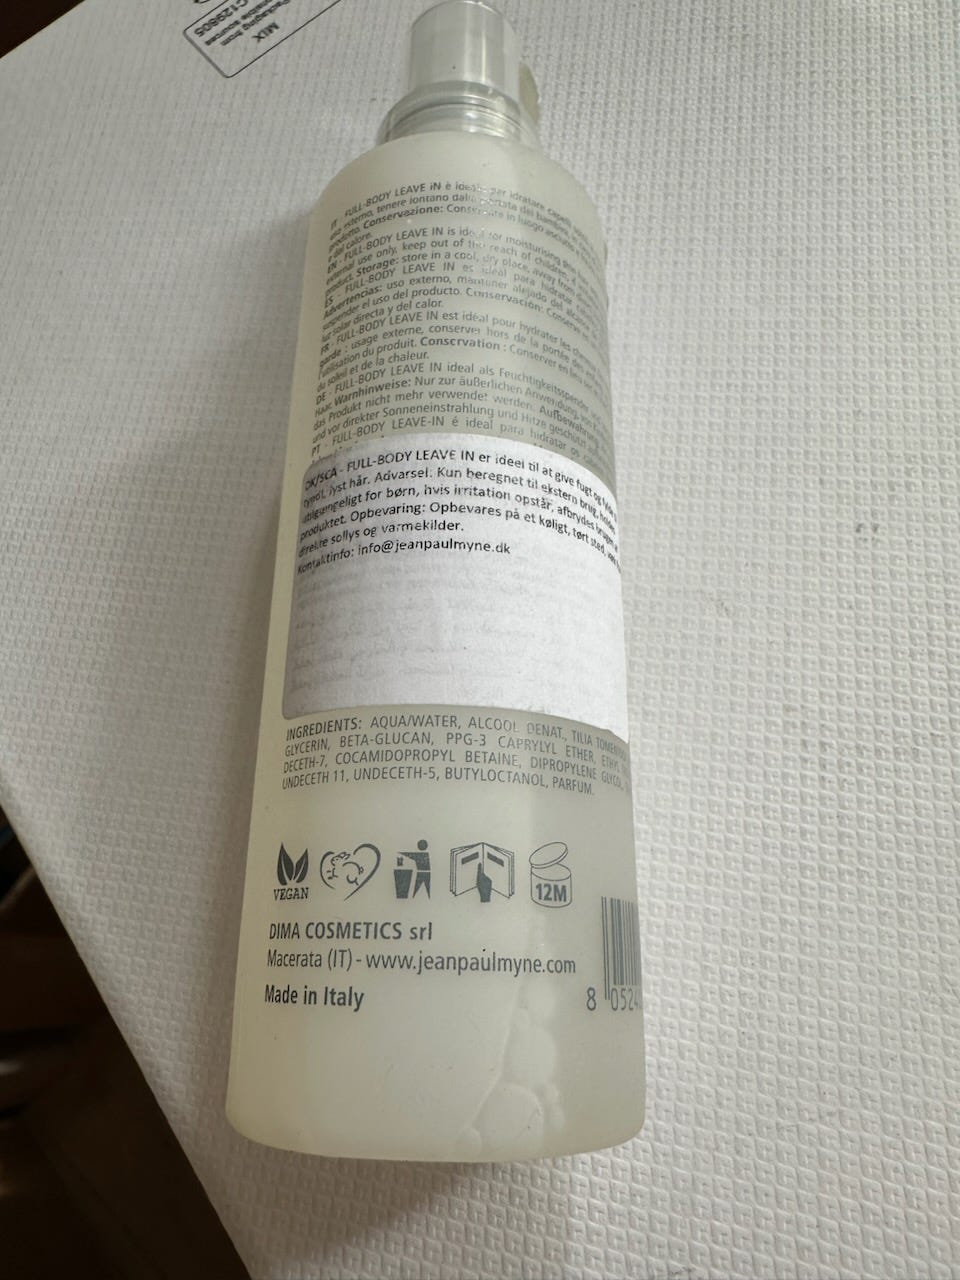 MIX
Packaging from
C129805
IT - FULL-BODY LEAVE IN è ideale per idratare capelli
uso esterno, tenere lontano dalla portata dei bambini,
prodotto. Conservazione: Conservare in luogo asciutto e
e del calore.
EN - FULL-BODY LEAVE IN is ideal for moisturising
external use only, keep out of the reach of children,
product. Storage: store in a cool, dry place, away from
ES - FULL-BODY LEAVE IN es ideal para hidratar
Advertencias: uso externo, mantener alejado del
suspender el uso del producto. Conservación: Conservar
luz solar directa y del calor.
FR - FULL-BODY LEAVE IN est idéal pour hydrater les
garde : usage externe, conserver hors de la portée des
l'utilisation du produit. Conservation : Conserver en lieu
du soleil et de la chaleur.
DE - FULL-BODY LEAVE IN ideal als Feuchtigkeitsspender
Haar. Warnhinweise: Nur zur äußerlichen Anwendung, von
das Produkt nicht mehr verwendet werden. Aufbewahrung
und vor direkter Sonneneinstrahlung und Hitze geschützt
PT - FULL-BODY LEAVE-IN é ideal para hidratar os
DK/SCA - FULL-BODY LEAVE IN er ideel til at give fugt og fylde
tyndt, lyst hår. Advarsel: Kun beregnet til ekstern brug, holdes
utilgængeligt for børn, hvis irritation opstår, afbrydes brugen
produktet. Opbevaring: Opbevares på et køligt, tørt sted,
direkte sollys og varmekilder.
Kontaktinfo: info@jeanpaulmyne.dk
INGREDIENTS: AQUA/WATER, ALCOOL DENAT., TILIA
GLYCERIN, BETA-GLUCAN, PPG-3 CAPRYLYL ETHER,
DECETH-7, COCAMIDOPROPYL BETAINE, DIPROPYLENE GLYCOL,
UNDECETH 11, UNDECETH-5, BUTYLOCTANOL, PARFUM.
VEGAN
12M
DIMA COSMETICS srl
Macerata (IT) - www.jeanpaulmyne.com
Made in Italy
8 0524